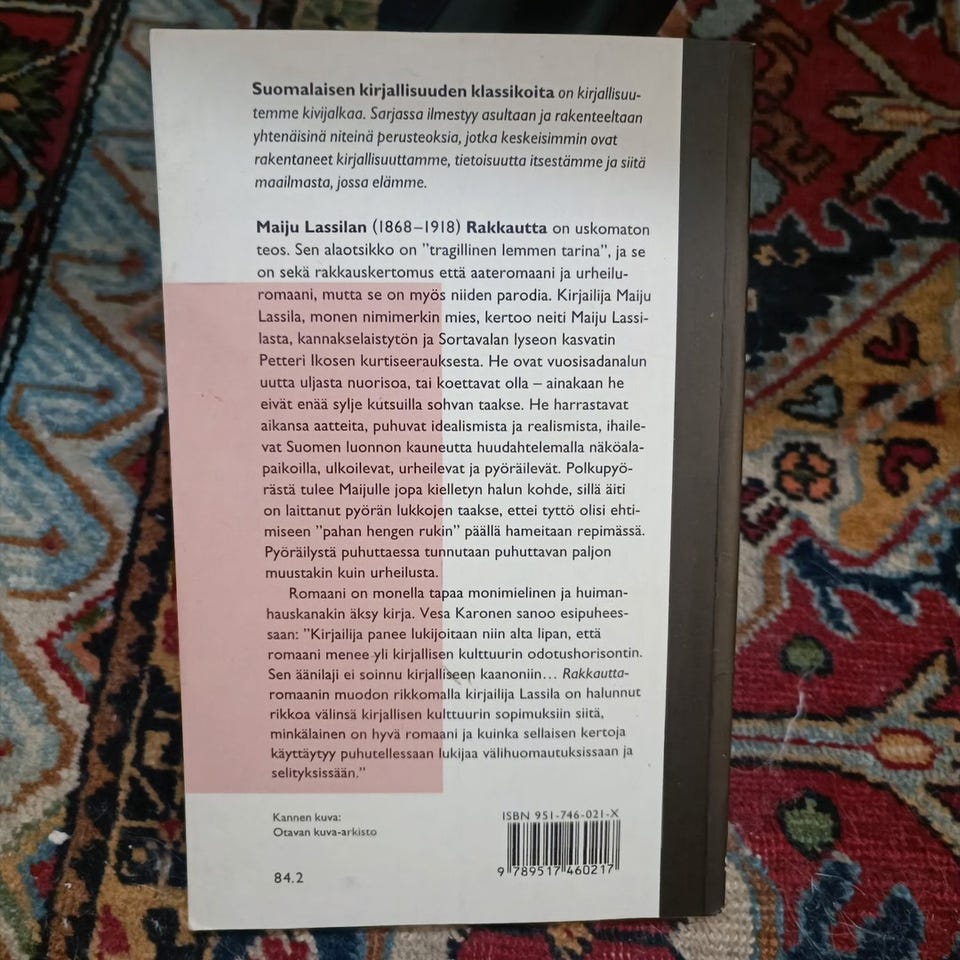 Suomalaisen kirjallisuuden klassikoita on kirjallisuu-
temme kivijalkaa. Sarjassa ilmestyy asultaan ja rakenteeltaan
yhtenäisinä niteinä perusteoksia, jotka keskeisimmin ovat
rakentaneet kirjallisuuttamme, tietoisuutta itsestämme ja siitä
maailmasta, jossa elämme.
Maiju Lassilan (1868–1918) Rakkautta on uskomaton
teos. Sen alaotsikko on ”tragillinen lemmen tarina”, ja se
on sekä rakkauskertomus että aateromaani ja urheilu-
romaani, mutta se on myös niiden parodia. Kirjailija Maiju
Lassila, monen nimimerkin mies, kertoo neiti Maiju Lassi-
lasta, kannakselaistytön ja Sortavalan lyseon kasvatin
Petteri Ikosen kurtiseerauksesta. He ovat vuosisadanalun
uutta uljasta nuorisoa, tai koettavat olla – ainakaan he
eivät enää sylje kutsuilla sohvan taakse. He harrastavat
aikansa aatteita, puhuvat idealismista ja realismista, ihaile-
vat Suomen luonnon kauneutta huudahtelemalla näköala-
paikoilla, ulkoilevat, urheilevat ja pyöräilevät. Polkupyö-
rästä tulee Maijulle jopa kielletyn halun kohde, sillä äiti
on laittanut pyörän lukkojen taakse, ettei tyttö olisi ehti-
miseen ”pahan hengen rukin” päällä hameitaan repimässä.
Pyöräilystä puhuttaessa tunnutaan puhuttavan paljon
muustakin kuin urheilusta.
Romaani on monella tapaa monimielinen ja huiman-
hauskanakin äksy kirja. Vesa Karonen sanoo esipuhees-
saan: ”Kirjailija panee lukijoitaan niin alta lipan, että
romaani menee yli kirjallisen kulttuurin odotushorisontin.
Sen äänilaji ei soinnu kirjalliseen kaanoniin... Rakkautta-
romaanin muodon rikkomalla kirjailija Lassila on halunnut
rikkoa välinsä kirjallisen kulttuurin sopimuksiin siitä,
minkälainen on hyvä romaani ja kuinka sellaisen kertoja
käyttäytyy puhutellessaan lukijaa välihuomautuksissaan ja
selityksissään.”
Kannen kuva:
Otavan kuva-arkisto
84.2
ISBN 951-746-021-X
9 789517 460217